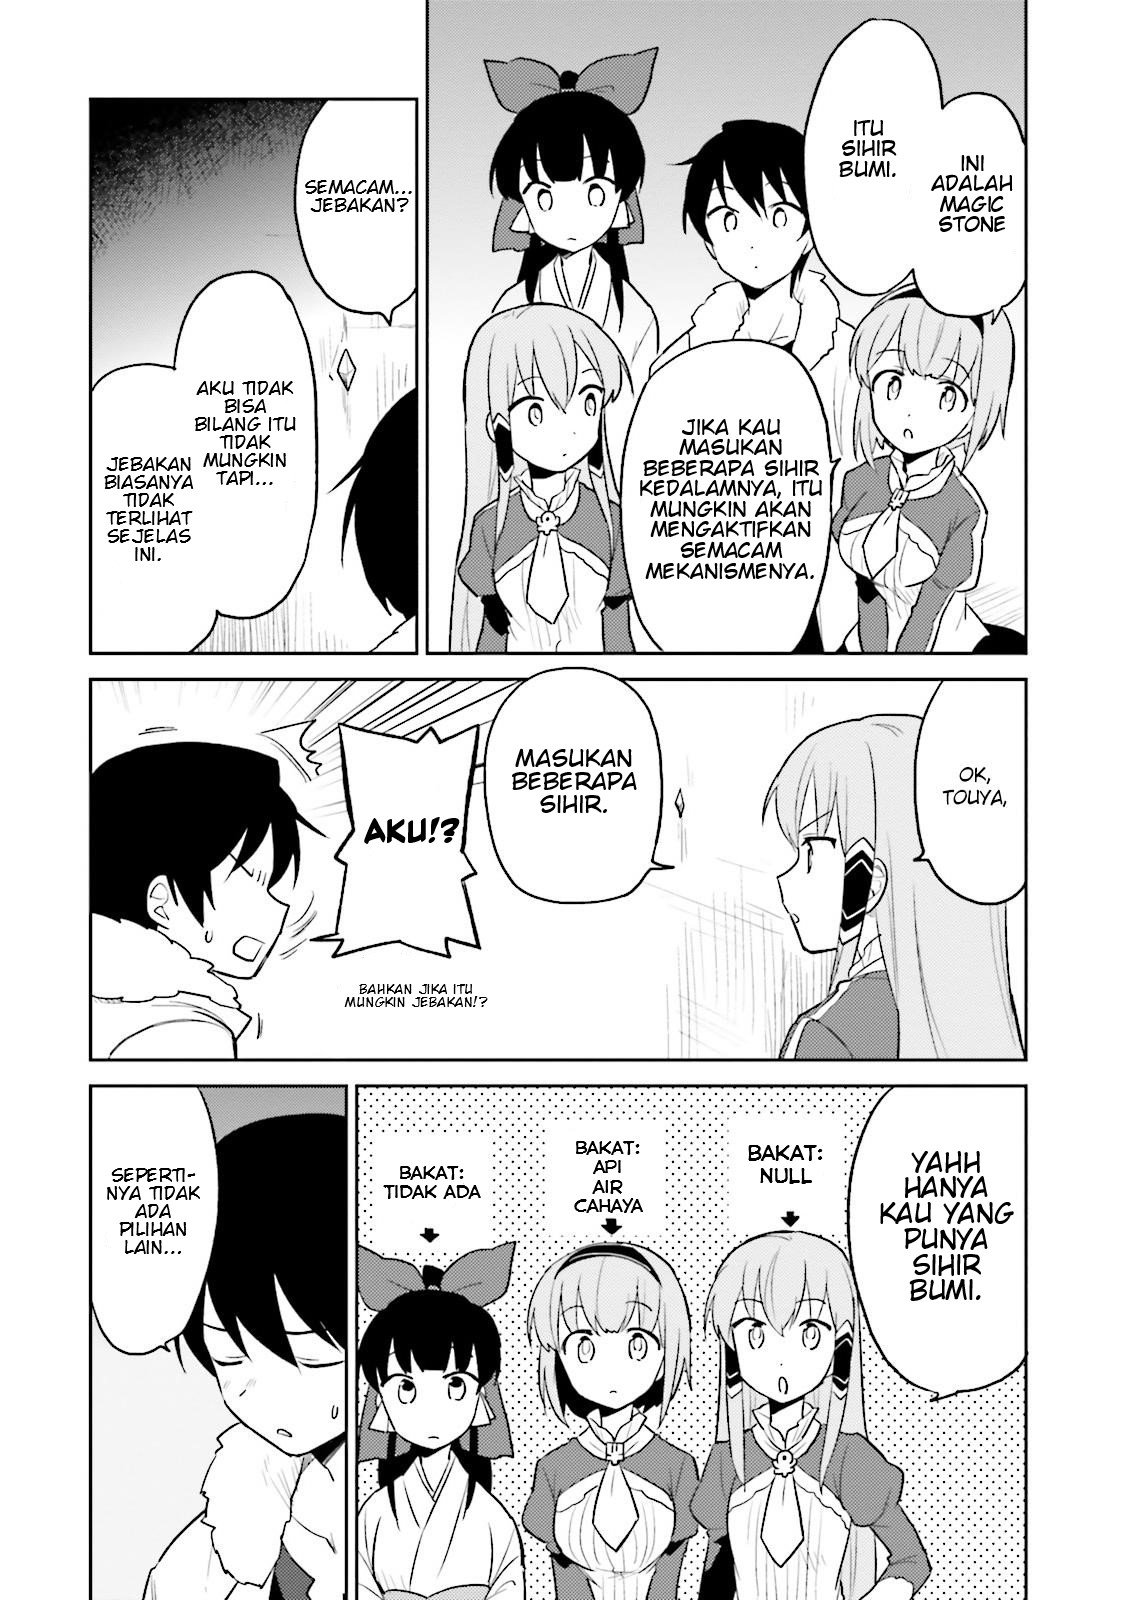 INI
ADALAH
MAGIC
STONE
ITU
SIHIR
BUMI.
JIKA KAU
MASUKAN
BEBERAPA SIHIR
KEDALAMNYA, ITU
MUNGKIN AKAN
MENGAKTIFKAN
SEMACAM
MEKANISMENYA.
SEMACAM...
JEBAKAN?
AKU TIDAK
BISA
BILANG ITU
TIDAK
MUNGKIN
TAPI...
JEBAKAN
BIASANYA
TIDAK
TERLIHAT
SEJELAS
INI.
OK,
TOUYA,
MASUKAN
BEBERAPA
SIHIR.
AKU!?
BAHKAN JIKA ITU
MUNGKIN JEBAKAN!?
YAHH
HANYA
KAU YANG
PUNYA
SIHIR
BUMI.
BAKAT:
NULL
BAKAT:
API
AIR
CAHAYA
BAKAT:
TIDAK ADA
SEPERTI-
NYA TIDAK
ADA
PILIHAN
LAIN...